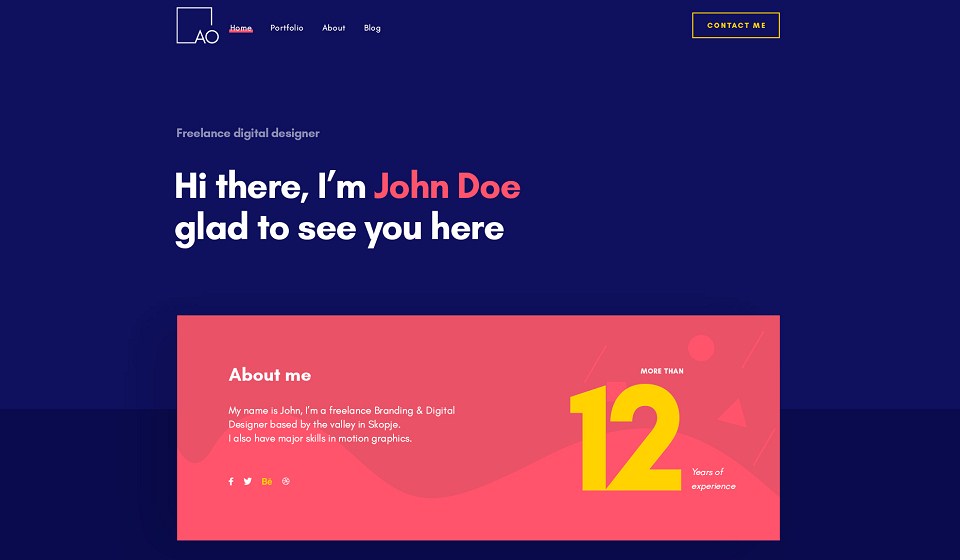 AO
Home
Portfolio
About
Blog
CONTACT ME
Freelance digital designer
Hi there, I’m John Doe
glad to see you here
About me
My name is John, I’m a freelance Branding & Digital
Designer based by the valley in Skopje.
I also have major skills in motion graphics.
Bē
MORE THAN
12
Years of
experience